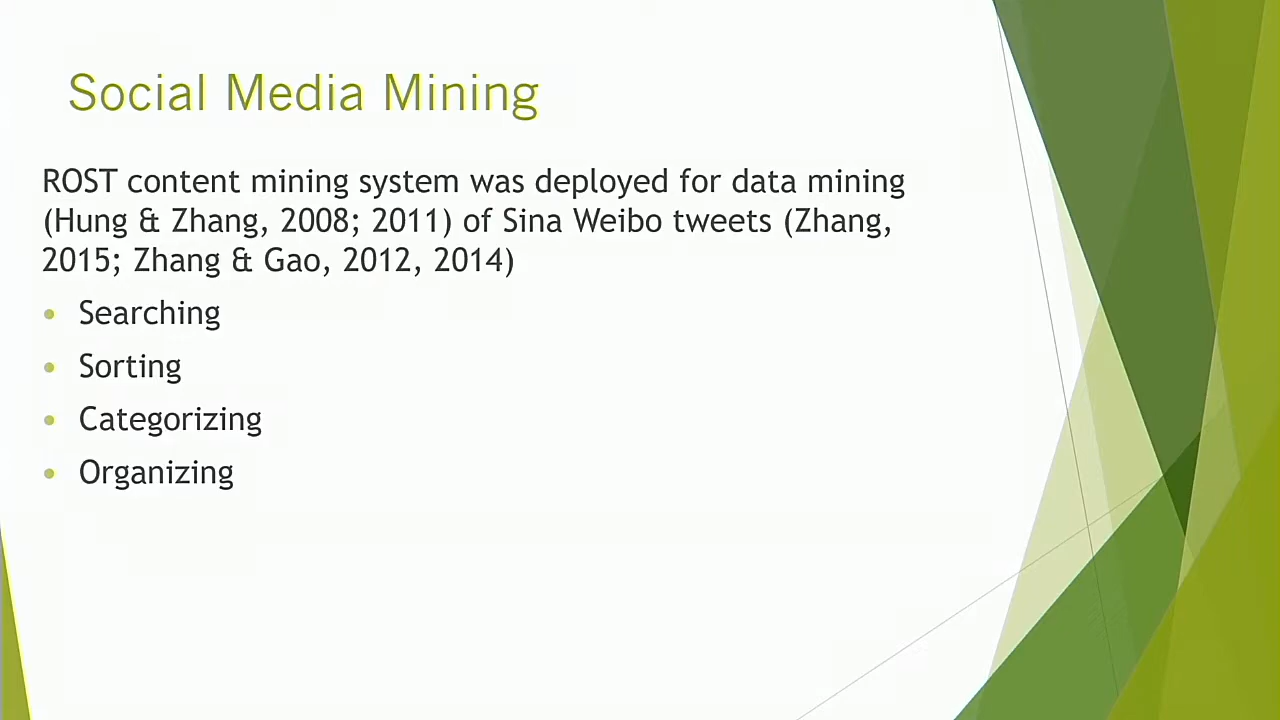 Social Media Mining
ROST content mining system was deployed for data mining
(Hung & Zhang, 2008; 2011) of Sina Weibo tweets (Zhang,
2015; Zhang & Gao, 2012, 2014)
• Searching
• Sorting
• Categorizing
• Organizing